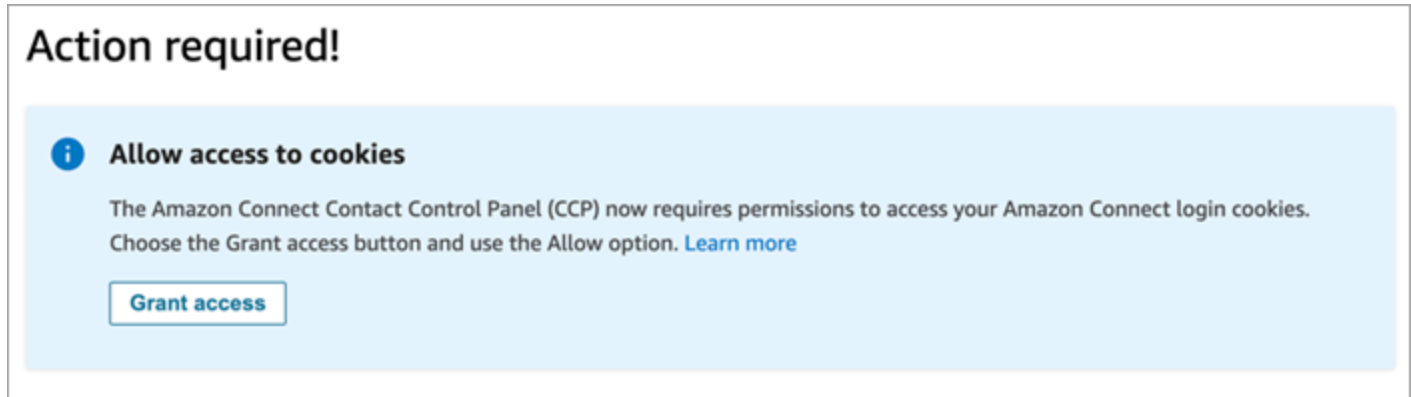 Action required!
Allow access to cookies
The Amazon Connect Contact Control Panel (CCP) now requires permissions to access your Amazon Connect login cookies.
Choose the Grant access button and use the Allow option. Learn more
Grant access